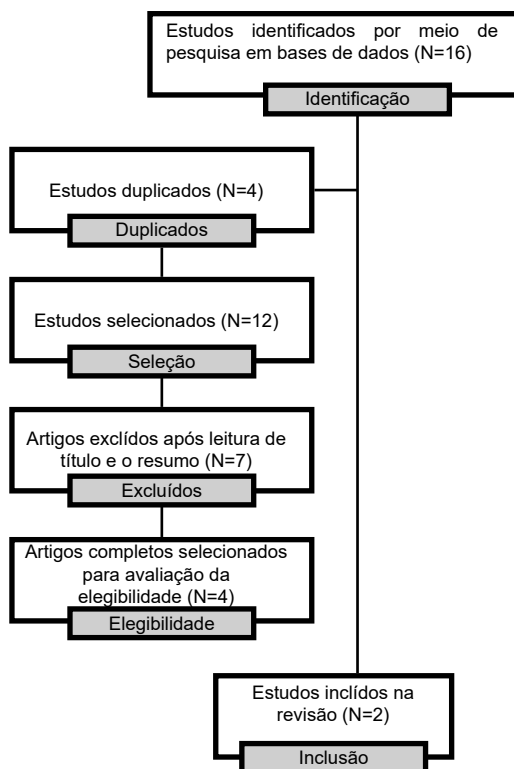 Estudos identificados por meio de
pesquisa em bases de dados (N=16)
Identificação
Estudos duplicados (N=4)
Duplicados
Estudos selecionados (N=12)
Seleção
Artigos exclídos após leitura de
título e o resumo (N=7)
Excluídos
Artigos completos selecionados
para avaliação da
elegibilidade (N=4)
Elegibilidade
Estudos inclídos na
revisão (N=2)
Inclusão